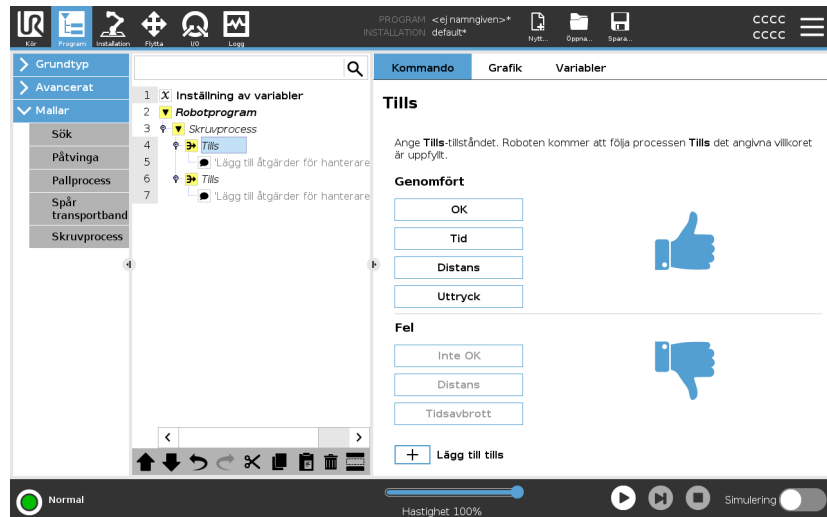 UR
Kör
Program
Installation
Flytta
I/O
Logg
PROGRAM <ej namngiven>*
INSTALLATION default*
Nytt...
Öppna...
Spara...
CCCC
CCCC
Grundtyp
Avancerat
Mallar
Sök
Påtvinga
Pallprocess
Spår
transportband
Skruvprocess
1 X Inställning av variabler
2 Robotprogram
3 Skruvprocess
4 Tills
5 'Lägg till åtgärder för hanterare
6 Tills
7 'Lägg till åtgärder för hanterare
Kommando
Grafik
Variabler
Tills
Ange Tills-tillståndet. Roboten kommer att följa processen Tills det angivna villkoret
är uppfyllt.
Genomfört
OK
Tid
Distans
Uttryck
Fel
Inte OK
Distans
Tidsavbrott
+ Lägg till tills
Normal
Hastighet 100%
Simulering